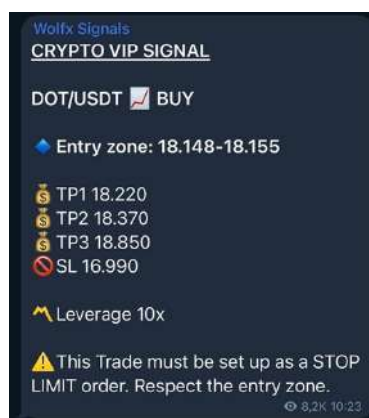 Wolfx Signals
CRYPTO VIP SIGNAL
DOT/USDT 📈 BUY
🔹 Entry zone: 18.148-18.155
💰 TP1 18.220
💰 TP2 18.370
💰 TP3 18.850
🚫 SL 16.990
〽️ Leverage 10x
⚠️ This Trade must be set up as a STOP
LIMIT order. Respect the entry zone.
8,2K 10:23